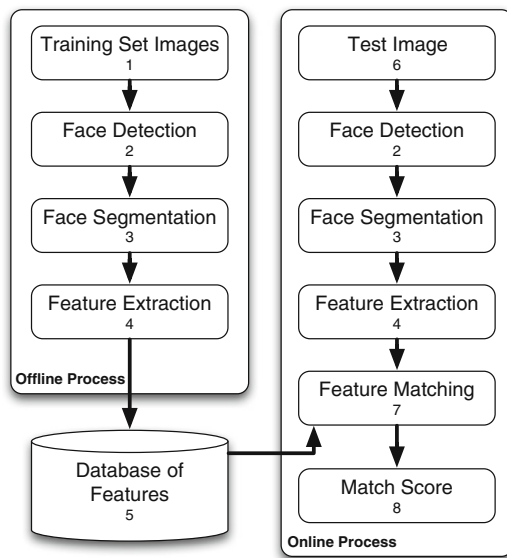 Training Set Images
1
Face Detection
2
Face Segmentation
3
Feature Extraction
4
Offline Process
Database of
Features
5
Test Image
6
Face Detection
2
Face Segmentation
3
Feature Extraction
4
Feature Matching
7
Match Score
8
Online Process